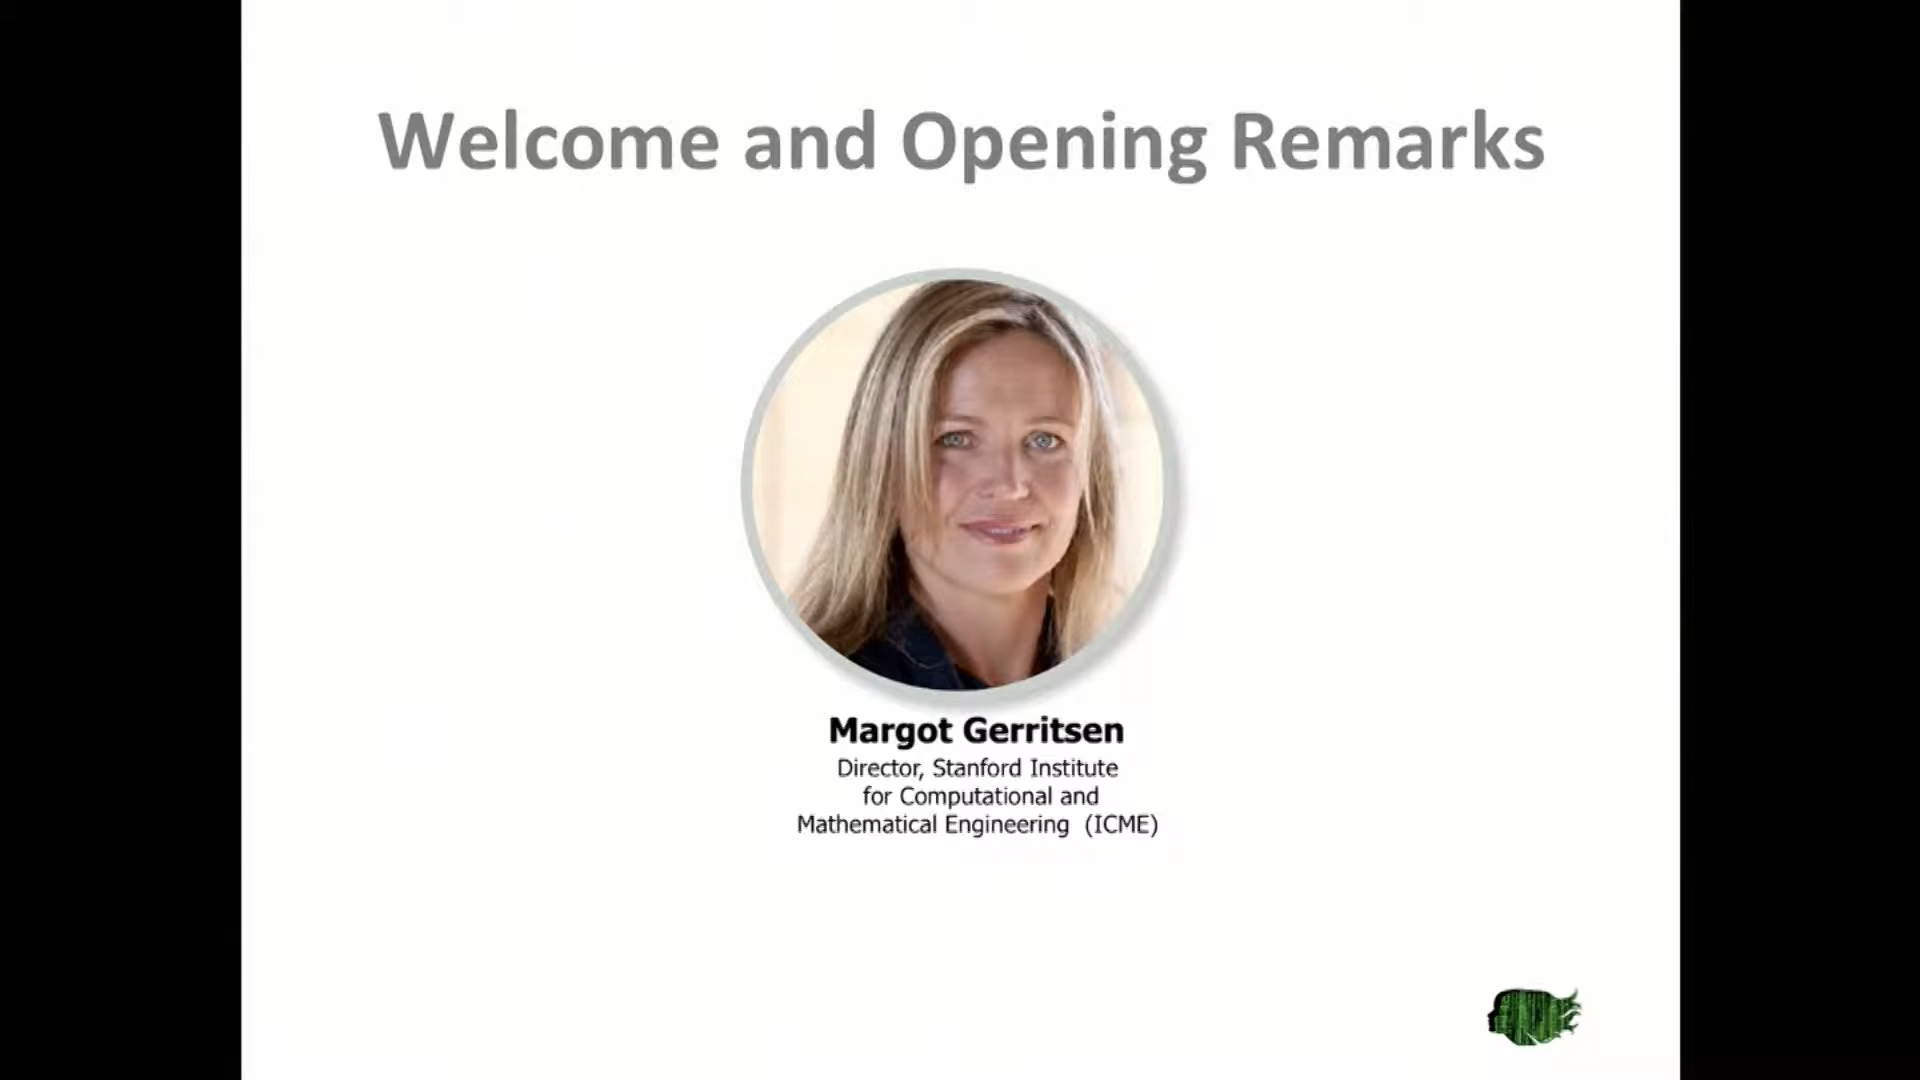 Welcome and Opening Remarks
Margot Gerritsen
Director, Stanford Institute
for Computational and
Mathematical Engineering (ICME)